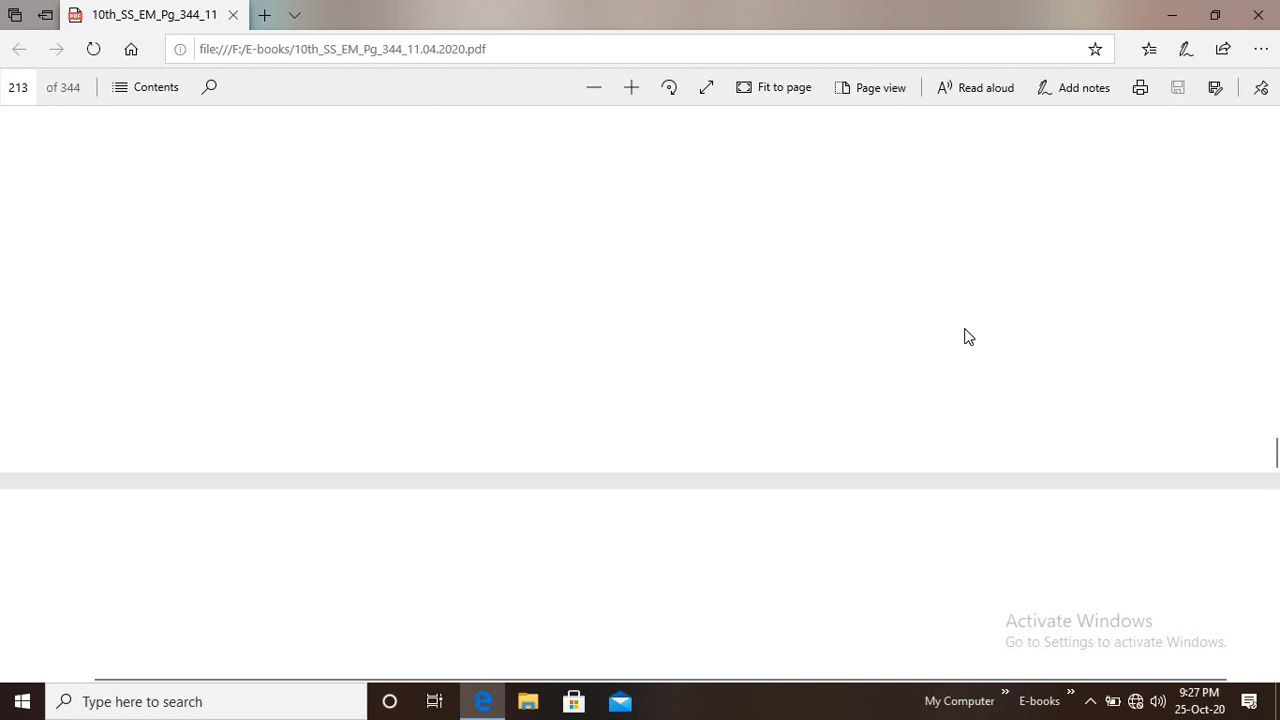 10th_SS_EM_Pg_344_11
file:///F:/E-books/10th_SS_EM_Pg_344_11.04.2020.pdf
213 of 344 Contents Fit to page Page view Read aloud Add notes
Activate Windows
Go to Settings to activate Windows.
Type here to search My Computer E-books 9:27 PM
25-Oct-20